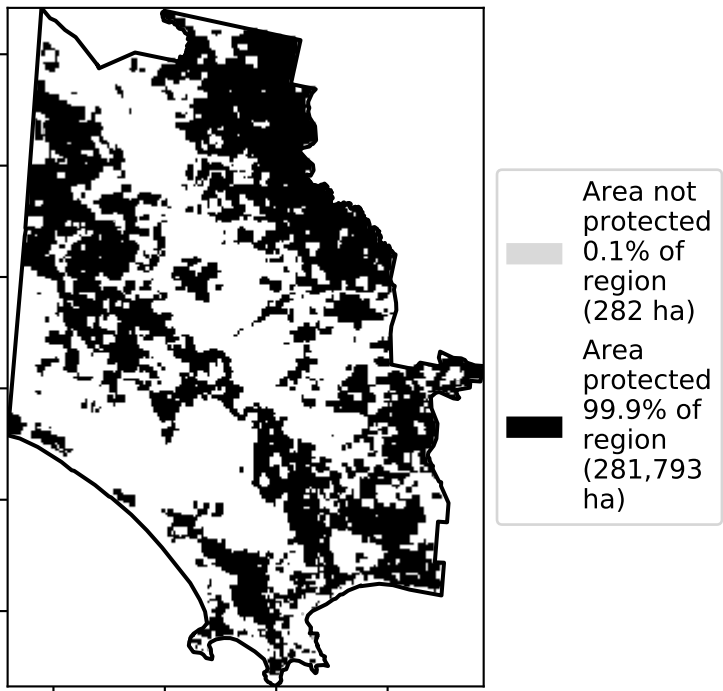 Area not
protected
0.1% of
region
(282 ha)
Area
protected
99.9% of
region
(281,793
ha)